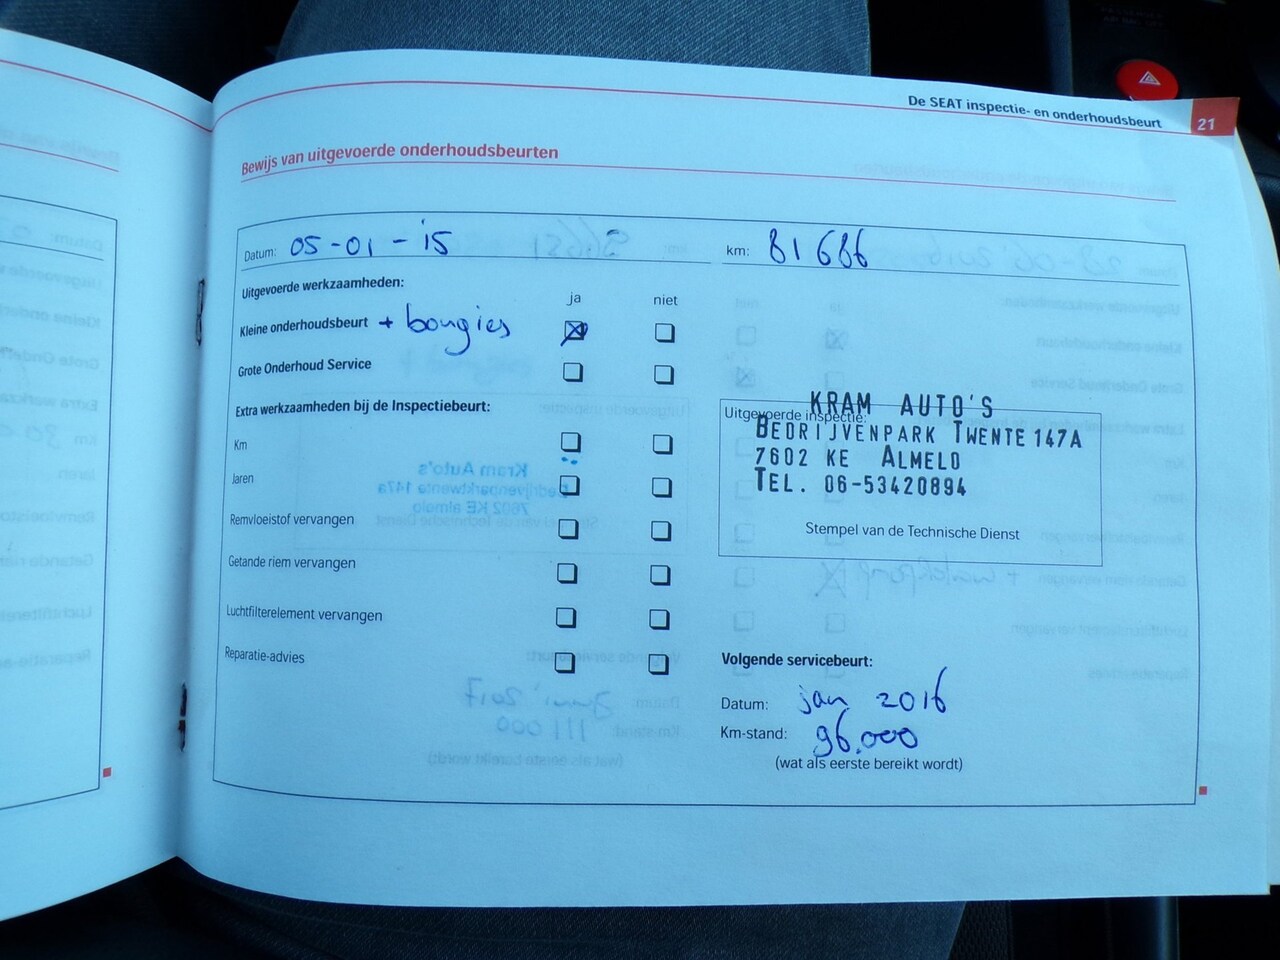 De SEAT inspectie- en onderhoudsbeurt 21
Bewijs van uitgevoerde onderhoudsbeurten
Datum: 05-01-15 km: 81686
Uitgevoerde werkzaamheden: ja niet
Kleine onderhoudsbeurt + bougies
Grote Onderhoud Service
Extra werkzaamheden bij de Inspectiebeurt:
Km
Jaren
Remvloeistof vervangen
Getande riem vervangen
Luchtfilterelement vervangen
Reparatie-advies
Uitgevoerde inspectie:
KRAM AUTO'S
BEDRIJVENPARK TWENTE 147A
7602 KE ALMELO
TEL. 06-53420894
Stempel van de Technische Dienst
Volgende servicebeurt:
Datum: jan 2016
Km-stand: 96.000
(wat als eerste bereikt wordt)